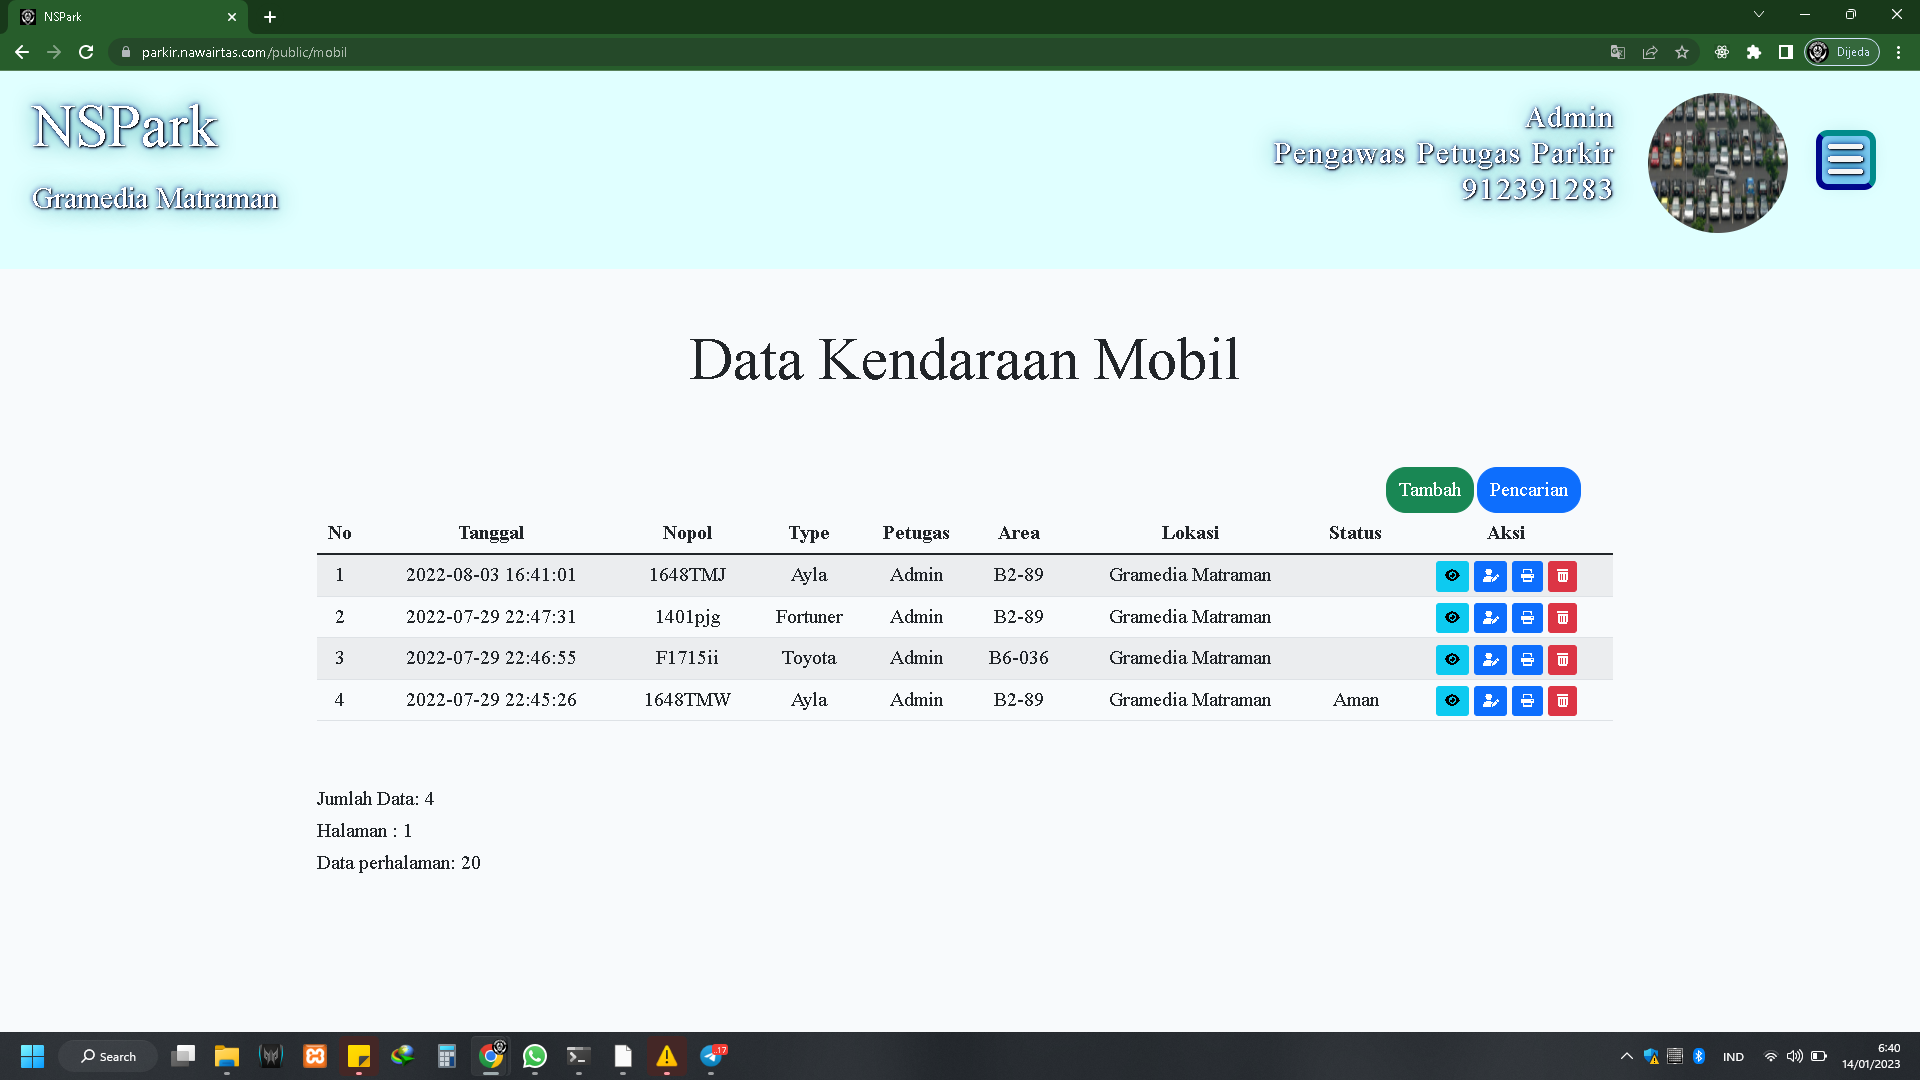 NSPark
parkir.nawairtas.com/public/mobil
Dijeda
NSPark
Gramedia Matraman
Admin
Pengawas Petugas Parkir
912391283
Data Kendaraan Mobil
Tambah Pencarian
No Tanggal Nopol Type Petugas Area Lokasi Status Aksi
1 2022-08-03 16:41:01 1648TMJ Ayla Admin B2-89 Gramedia Matraman
2 2022-07-29 22:47:31 1401pjg Fortuner Admin B2-89 Gramedia Matraman
3 2022-07-29 22:46:55 F1715ii Toyota Admin B6-036 Gramedia Matraman
4 2022-07-29 22:45:26 1648TMW Ayla Admin B2-89 Gramedia Matraman Aman
Jumlah Data: 4
Halaman : 1
Data perhalaman: 20
Search
17
IND
6:40
14/01/2023